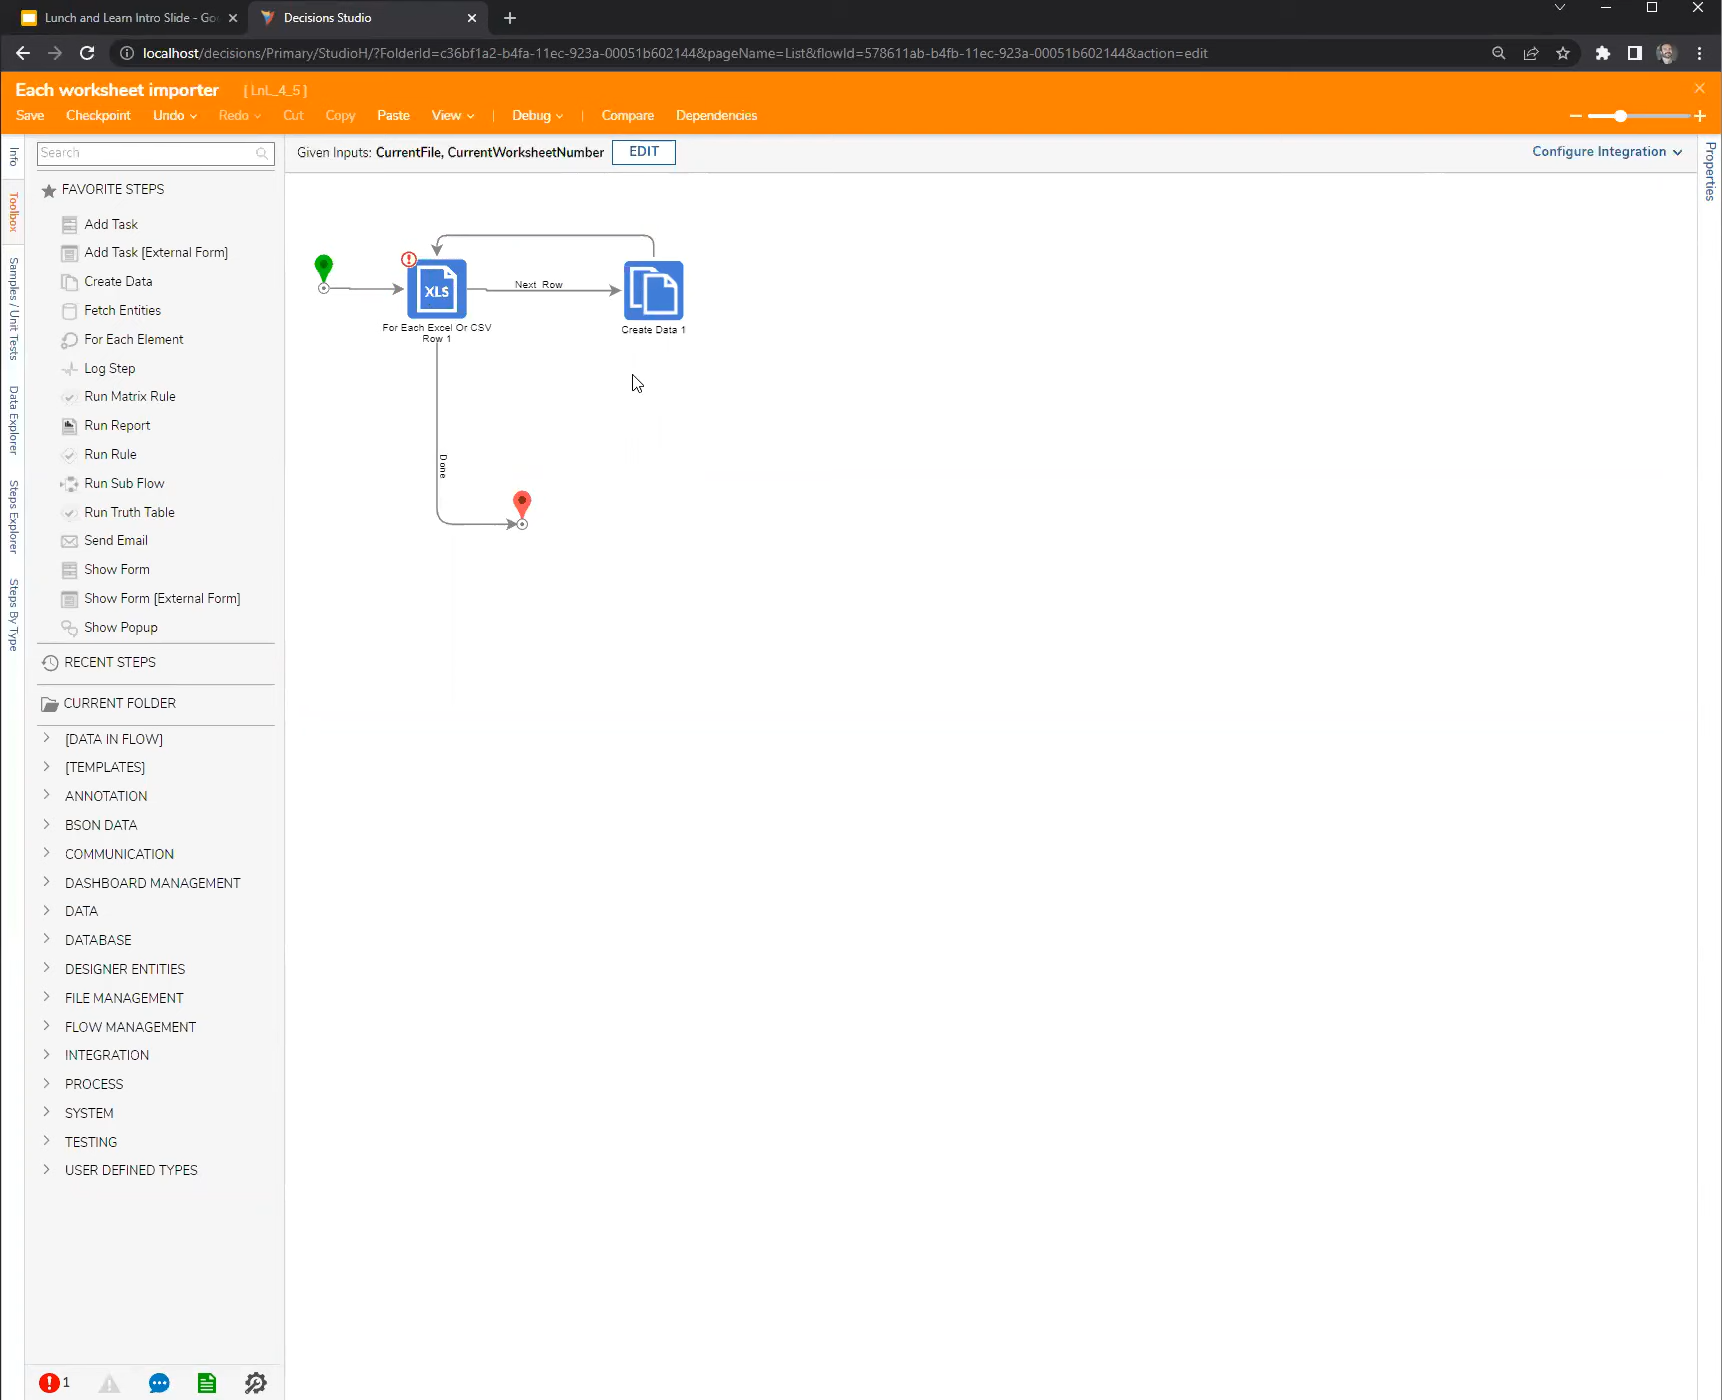 Lunch and Learn Intro Slide - Go
Decisions Studio
localhost/decisions/Primary/StudioH/?FolderId=c36bf1a2-b4fa-11ec-923a-00051b602144&pageName=List&flowId=578611ab-b4fb-11ec-923a-00051b602144&action=edit
Each worksheet importer [ LnL_4_5 ]
Save Checkpoint Undo Redo Cut Copy Paste View | Debug | Compare Dependencies
Info
Toolbox
Samples / Unit Tests
Data Explorer
Steps Explorer
Steps By Type
Search
FAVORITE STEPS
Add Task
Add Task [External Form]
Create Data
Fetch Entities
For Each Element
Log Step
Run Matrix Rule
Run Report
Run Rule
Run Sub Flow
Run Truth Table
Send Email
Show Form
Show Form [External Form]
Show Popup
RECENT STEPS
CURRENT FOLDER
[DATA IN FLOW]
[TEMPLATES]
ANNOTATION
BSON DATA
COMMUNICATION
DASHBOARD MANAGEMENT
DATA
DATABASE
DESIGNER ENTITIES
FILE MANAGEMENT
FLOW MANAGEMENT
INTEGRATION
PROCESS
SYSTEM
TESTING
USER DEFINED TYPES
1
Given Inputs: CurrentFile, CurrentWorksheetNumber EDIT
Configure Integration
Properties
XLS
For Each Excel Or CSV
Row 1
Next Row
Create Data 1
Done